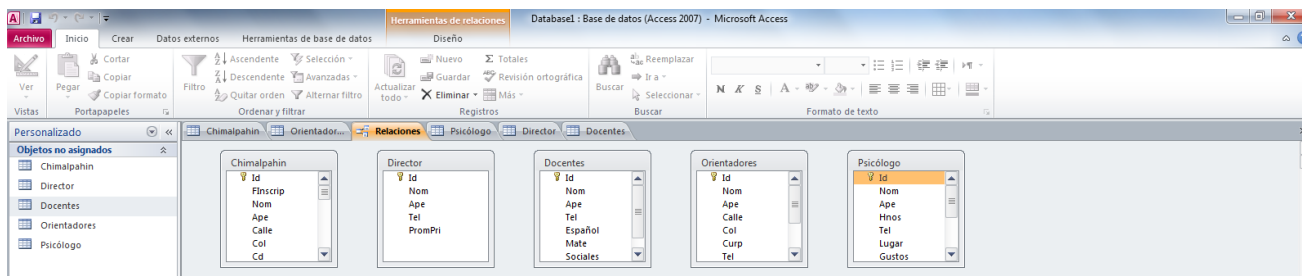 Herramientas de relaciones
Database1 : Base de datos (Access 2007) - Microsoft Access
Archivo Inicio Crear Datos externos Herramientas de base de datos Diseño
Ver
Vistas
Pegar
Cortar
Copiar
Copiar formato
Portapapeles
Filtro
Ascendente Selección
Descendente Avanzadas
Quitar orden Alternar filtro
Ordenar y filtrar
Actualizar todo
Nuevo Totales
Guardar Revisión ortográfica
Eliminar Más
Registros
Buscar
Reemplazar
Ir a
Seleccionar
Buscar
N K S A
Formato de texto
Personalizado
Objetos no asignados
Chimalpahin
Director
Docentes
Orientadores
Psicólogo
Chimalpahin Orientador... Relaciones Psicólogo Director Docentes
Chimalpahin
Id
FInscrip
Nom
Ape
Calle
Col
Cd
Director
Id
Nom
Ape
Tel
PromPri
Docentes
Id
Nom
Ape
Tel
Español
Mate
Sociales
Orientadores
Id
Nom
Ape
Calle
Col
Curp
Tel
Psicólogo
Id
Nom
Ape
Hnos
Tel
Lugar
Gustos